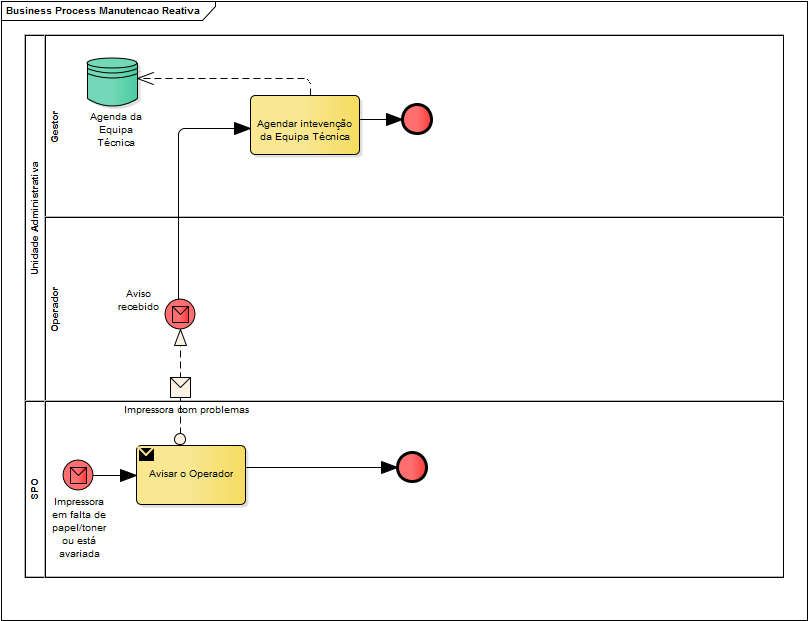 Business Process Manutencao Reativa
Unidade Administrativa
Gestor
Agenda da
Equipa
Técnica
Agendar intevenção
da Equipa Técnica
Operador
Aviso
recebido
Impressora com problemas
SPO
Avisar o Operador
Impressora
em falta de
papel/toner
ou está
avariada